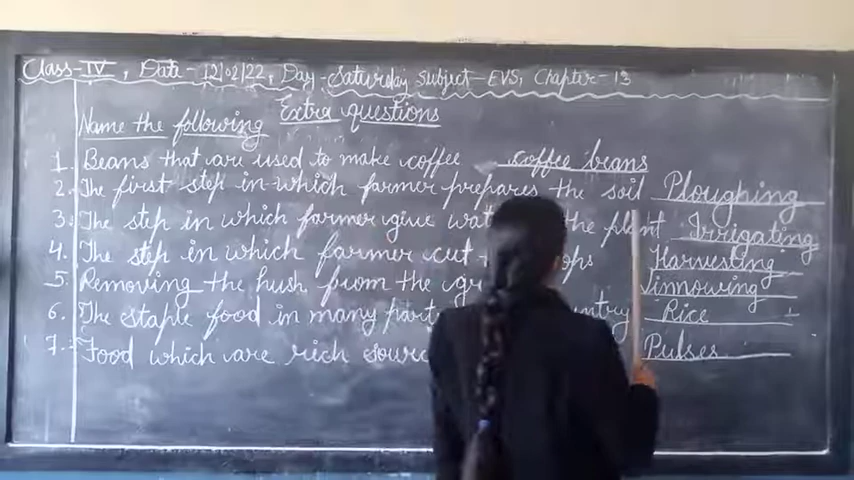 Class-IV, Date - 12/02/22, Day - Saturday Subject - EVS, Chapter - 13
Extra questions
Name the following
1. Beans that are used to make coffee coffee beans
2. The first step in which farmer prepares the soil Ploughing
3. The step in which farmer give the plant Irrigating
4. The step in which farmer cut Harvesting
5. Removing the husk from the innowing
6. The staple food in many Rice
7. Food which are rich Pulses